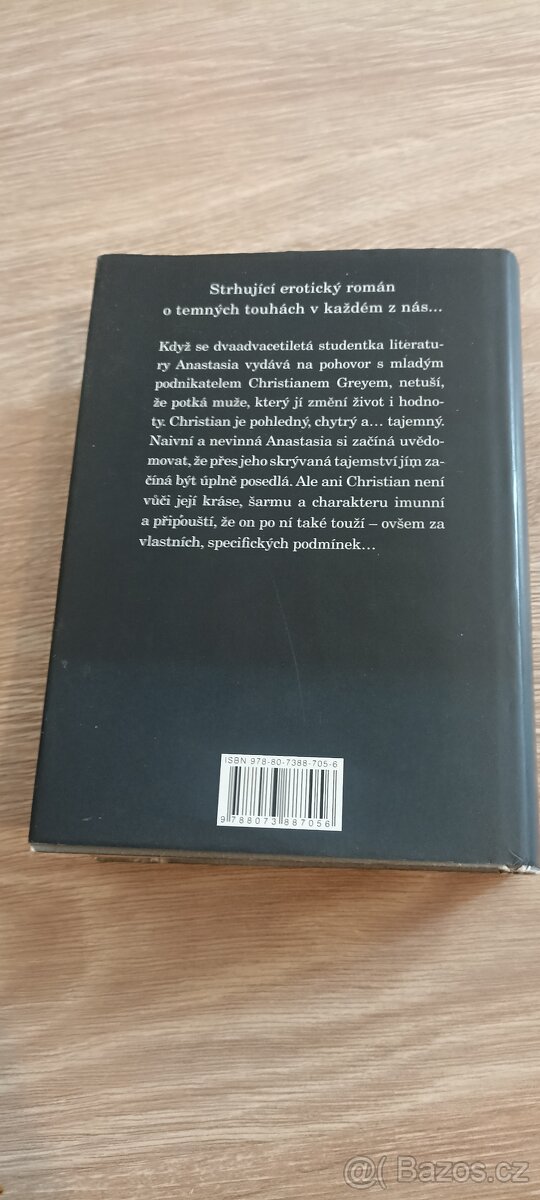 Strhující erotický román
o temných touhách v každém z nás...
Když se dvaadvacetiletá studentka literatu-
ry Anastasia vydává na pohovor s mladým
podnikatelem Christianem Greyem, netuší,
že potká muže, který jí změní život i hodno-
ty. Christian je pohledný, chytrý a... tajemný.
Naivní a nevinná Anastasia si začíná uvědo-
movat, že přes jeho skrývaná tajemství jím za-
číná být úplně posedlá. Ale ani Christian není
vůči její kráse, šarmu a charakteru imunní
a připouští, že on po ní také touží – ovšem za
vlastních, specifických podmínek...
ISBN 978-80-7388-705-6
9 788073 887056
@( Bazos.cz